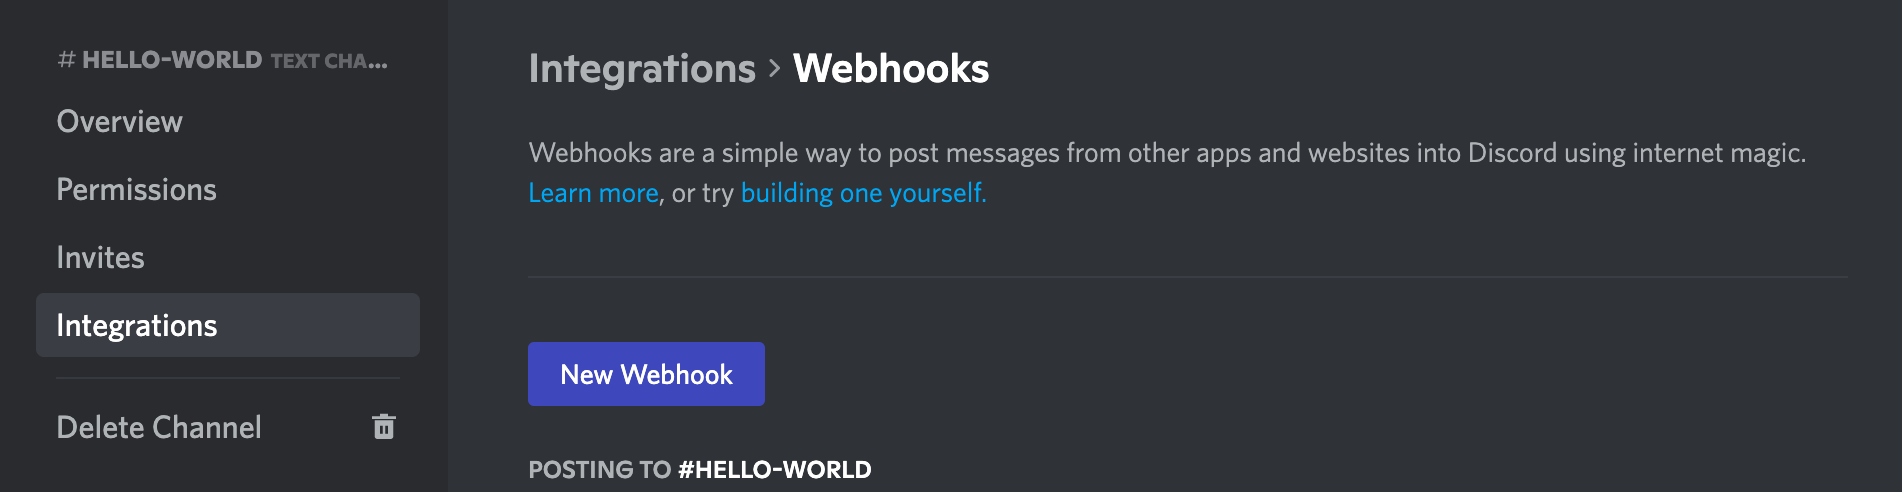 # HELLO-WORLD TEXT CHA...
Overview
Permissions
Invites
Integrations
Delete Channel
Integrations > Webhooks
Webhooks are a simple way to post messages from other apps and websites into Discord using internet magic.
Learn more, or try building one yourself.
New Webhook
POSTING TO #HELLO-WORLD